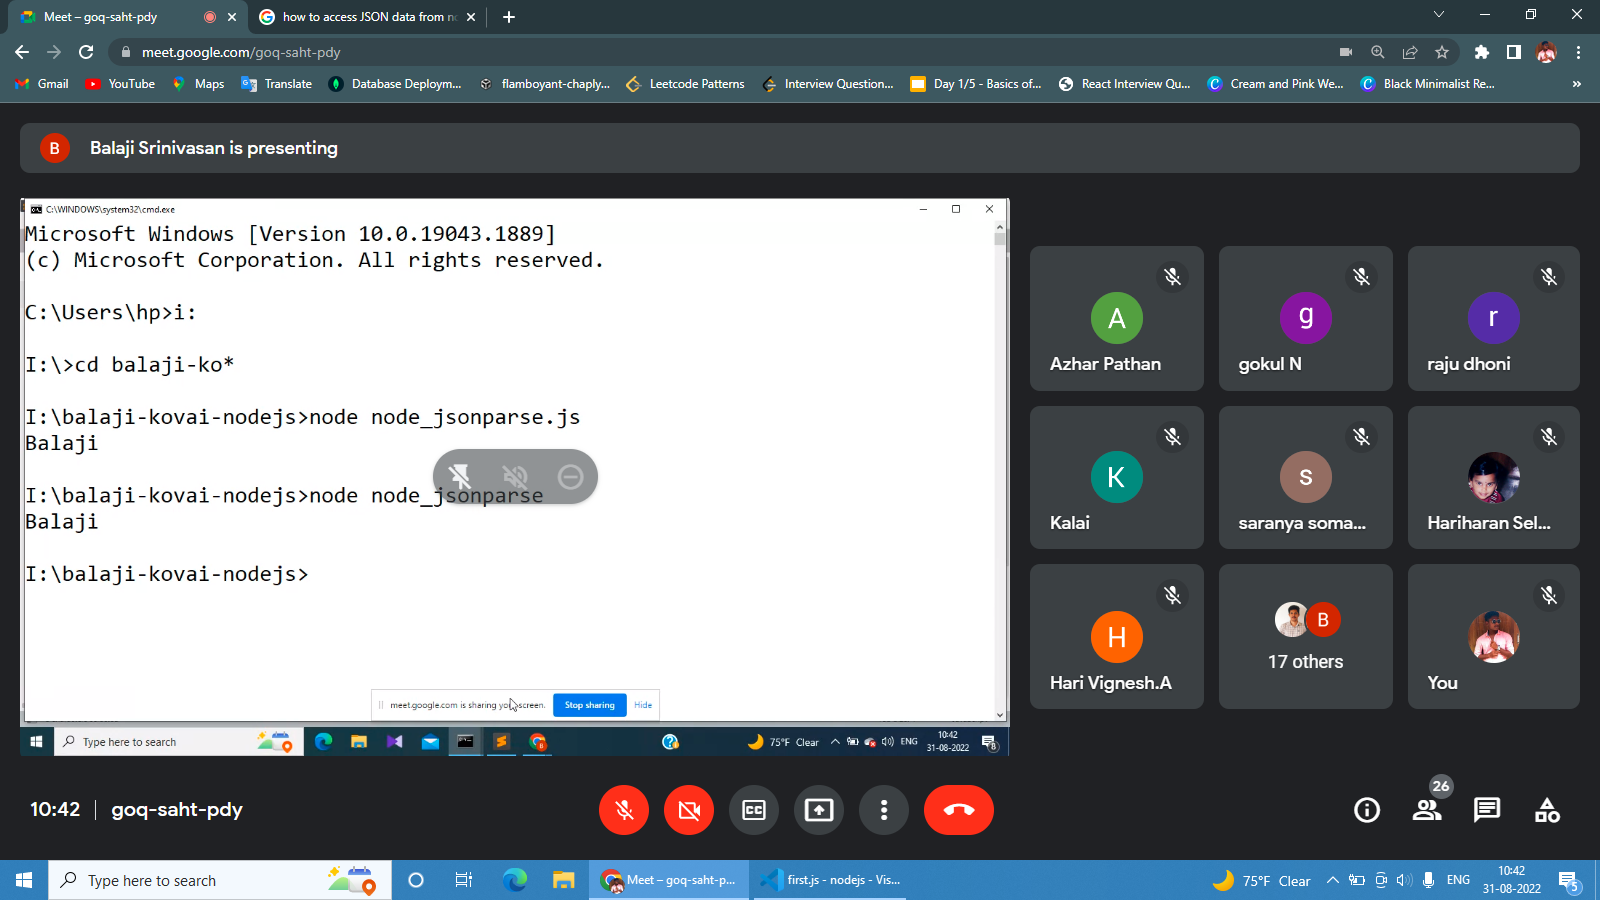 Meet – goq-saht-pdy
how to access JSON data from no
meet.google.com/goq-saht-pdy
Gmail YouTube Maps Translate Database Deploym... flamboyant-chaply... Leetcode Patterns Interview Question... Day 1/5 - Basics of... React Interview Qu... Cream and Pink We... Black Minimalist Re... »
B Balaji Srinivasan is presenting
C:\WINDOWS\system32\cmd.exe
Microsoft Windows [Version 10.0.19043.1889]
(c) Microsoft Corporation. All rights reserved.
C:\Users\hp>i:
I:\>cd balaji-ko*
I:\balaji-kovai-nodejs>node node_jsonparse.js
Balaji
I:\balaji-kovai-nodejs>node node_jsonparse
Balaji
I:\balaji-kovai-nodejs>
meet.google.com is sharing your screen. Stop sharing Hide
Type here to search
75°F Clear ENG
10:42
31-08-2022
8
A
Azhar Pathan
g
gokul N
r
raju dhoni
K
Kalai
s
saranya soma...
Hariharan Sel...
H
Hari Vignesh.A
B
17 others
You
10:42 | goq-saht-pdy
CC
26
Type here to search
Meet – goq-saht-p...
first.js - nodejs - Vis...
75°F Clear ENG
10:42
31-08-2022
5